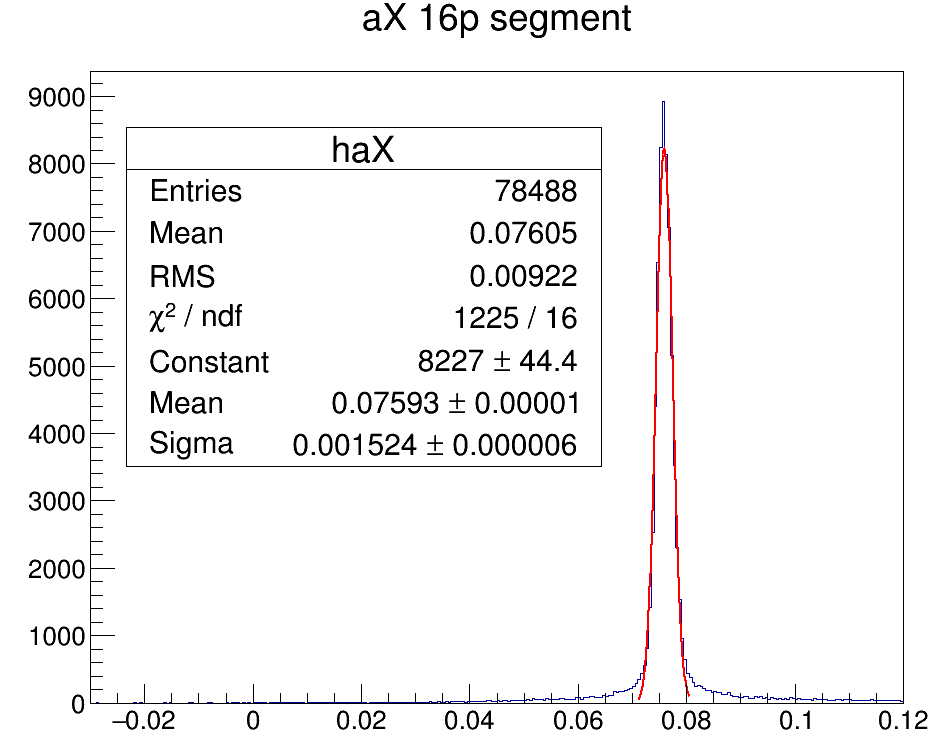 aX 16p segment
haX
Entries 78488
Mean 0.07605
RMS 0.00922
χ² / ndf 1225 / 16
Constant 8227 ± 44.4
Mean 0.07593 ± 0.00001
Sigma 0.001524 ± 0.000006
9000
8000
7000
6000
5000
4000
3000
2000
1000
0
−0.02 0 0.02 0.04 0.06 0.08 0.1 0.12